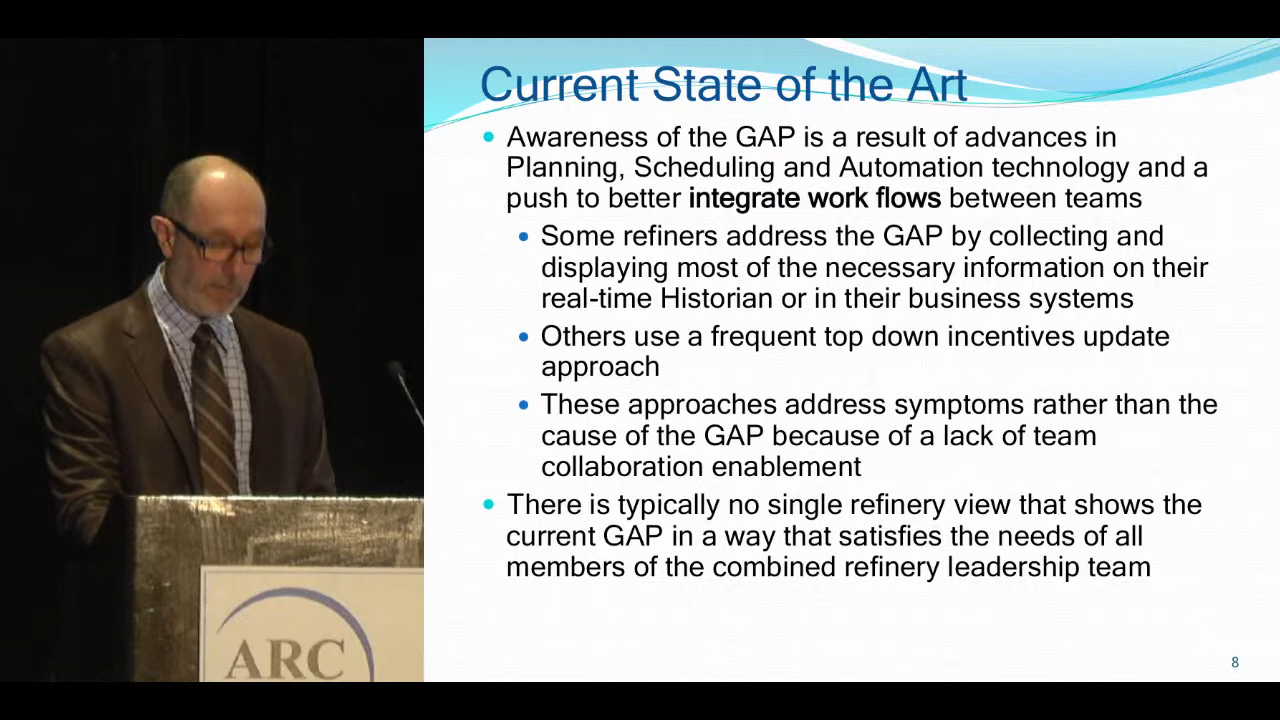 Current State of the Art
• Awareness of the GAP is a result of advances in
Planning, Scheduling and Automation technology and a
push to better integrate work flows between teams
• Some refiners address the GAP by collecting and
displaying most of the necessary information on their
real-time Historian or in their business systems
• Others use a frequent top down incentives update
approach
• These approaches address symptoms rather than the
cause of the GAP because of a lack of team
collaboration enablement
• There is typically no single refinery view that shows the
current GAP in a way that satisfies the needs of all
members of the combined refinery leadership team
8
ARC